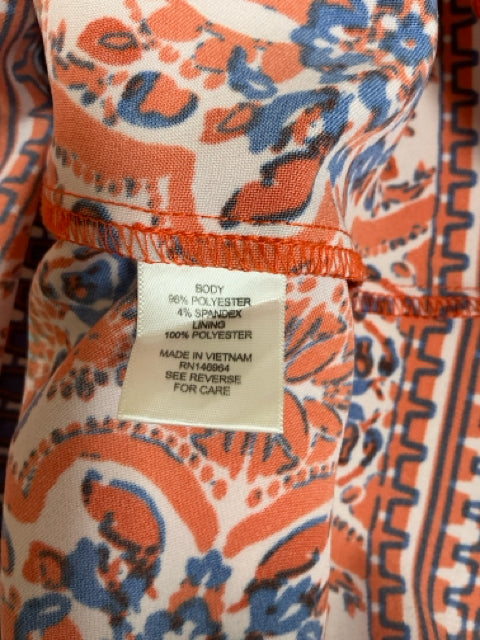 BODY
96% POLYESTER
4% SPANDEX
LINING
100% POLYESTER
MADE IN VIETNAM
RN146964
SEE REVERSE
FOR CARE